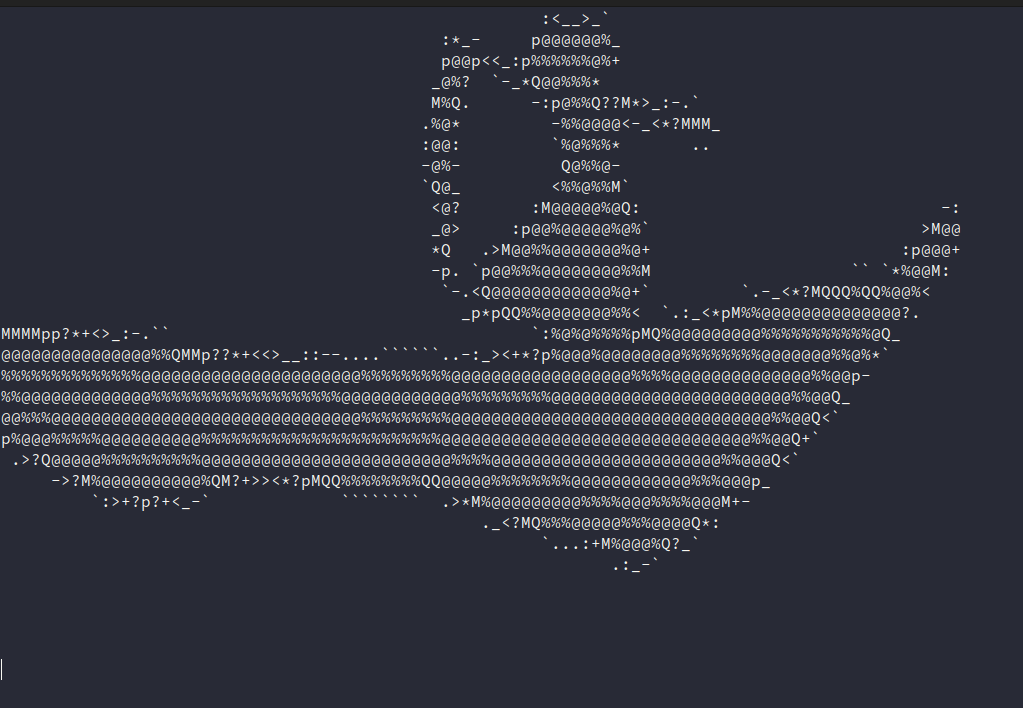 :<__>_`
:*_-     p@@@@@@%_
p@@p<<_:p%%%%%%@%+
_@%?  `-_*Q@@%%%*
M%Q.      -:p@%%Q??M*>_:-.`
.%@*         -%%@@@@<-_<*?MMM_
:@@:         `%@%%%*       ..
-@%-          Q@%%@-
`Q@_         <%%@%%M`
<@?       :M@@@@@%@Q:                              -:
_@>     :p@@%@@@@@%@%`                           >M@@
*Q   .>M@@%%@@@@@@@%@+                         :p@@@+
-p. `p@@%%%@@@@@@@@%%M                    `` `*%@@M:
`-.<Q@@@@@@@@@@@@%@+`         `.-_<*?MQQQ%QQ%@@%<
_p*pQQ%%@@@@@@@%%<  `.:_<*pM%%@@@@@@@@@@@@@@?.
MMMMpp?*+<>_:-.``                                    `:%@%@%%%%pMQ%@@@@@@@@@%%%%%%%%%%%@Q_
@@@@@@@@@@@@@@@%%QMMp??*+<<>__::--....``````..-:_><+*?p%@@@%@@@@@@@@%%%%%%%%@@@@@@@%%@%*`
%%%%%%%%%%%%%%@@@@@@@@@@@@@@@@@@@@@@%%%%%%%%%@@@@@@@@@@@@@@@@@@%%%%@@@@@@@@@@@@@@%%@@p-
%%@@@@@@@@@@@@@%%%%%%%%%%%%%%%%%%%@@@@@@@@@@@@%%%%%%%%%@@@@@@@@@@@@@@@@@@@@@@@@%%@@Q_
@@%%%@@@@@@@@@@@@@@@@@@@@@@@@@@@@@@@%%%%%%%%%@@@@@@@@@@@@@@@@@@@@@@@@@@@@@@@@%%@@Q<`
p%@@@%%%%%@@@@@@@@@@%%%%%%%%%%%%%%%%%%%%%%%%@@@@@@@@@@@@@@@@@@@@@@@@@@@@@@@%%@@Q+`
.>?Q@@@@@%%%%%%%%%%@@@@@@@@@@@@@@@@@@@@@@@@@%%%%@@@@@@@@@@@@@@@@@@@@@@@%%@@@Q<`
->?M%@@@@@@@@@@%QM?+>><*?pMQQ%%%%%%%%QQ@@@@@%%%%%%%%@@@@@@@@@@@@%%%@@@p_
`:>+?p?+<_-`             ````````  .>*M%@@@@@@@@@%%%%@@@%%%%@@@M+-
._<?MQ%%%@@@@@%%%@@@@Q*:
`...:+M%@@@%Q?_`
.:_-`